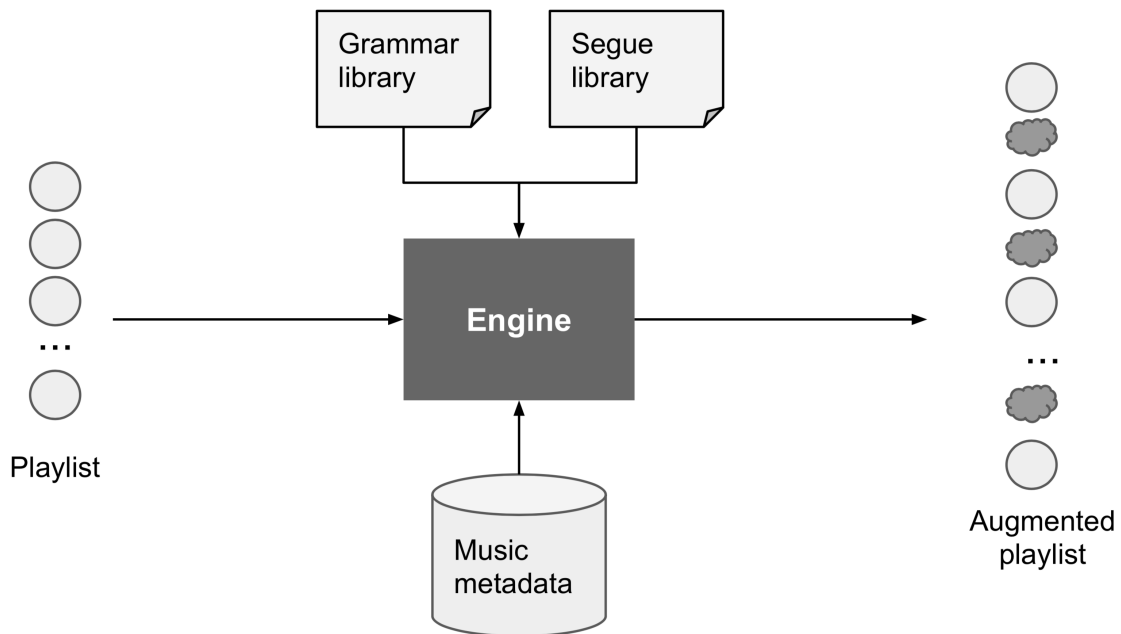 Grammar
library
Segue
library
...
Playlist
Engine
Music
metadata
...
Augmented
playlist